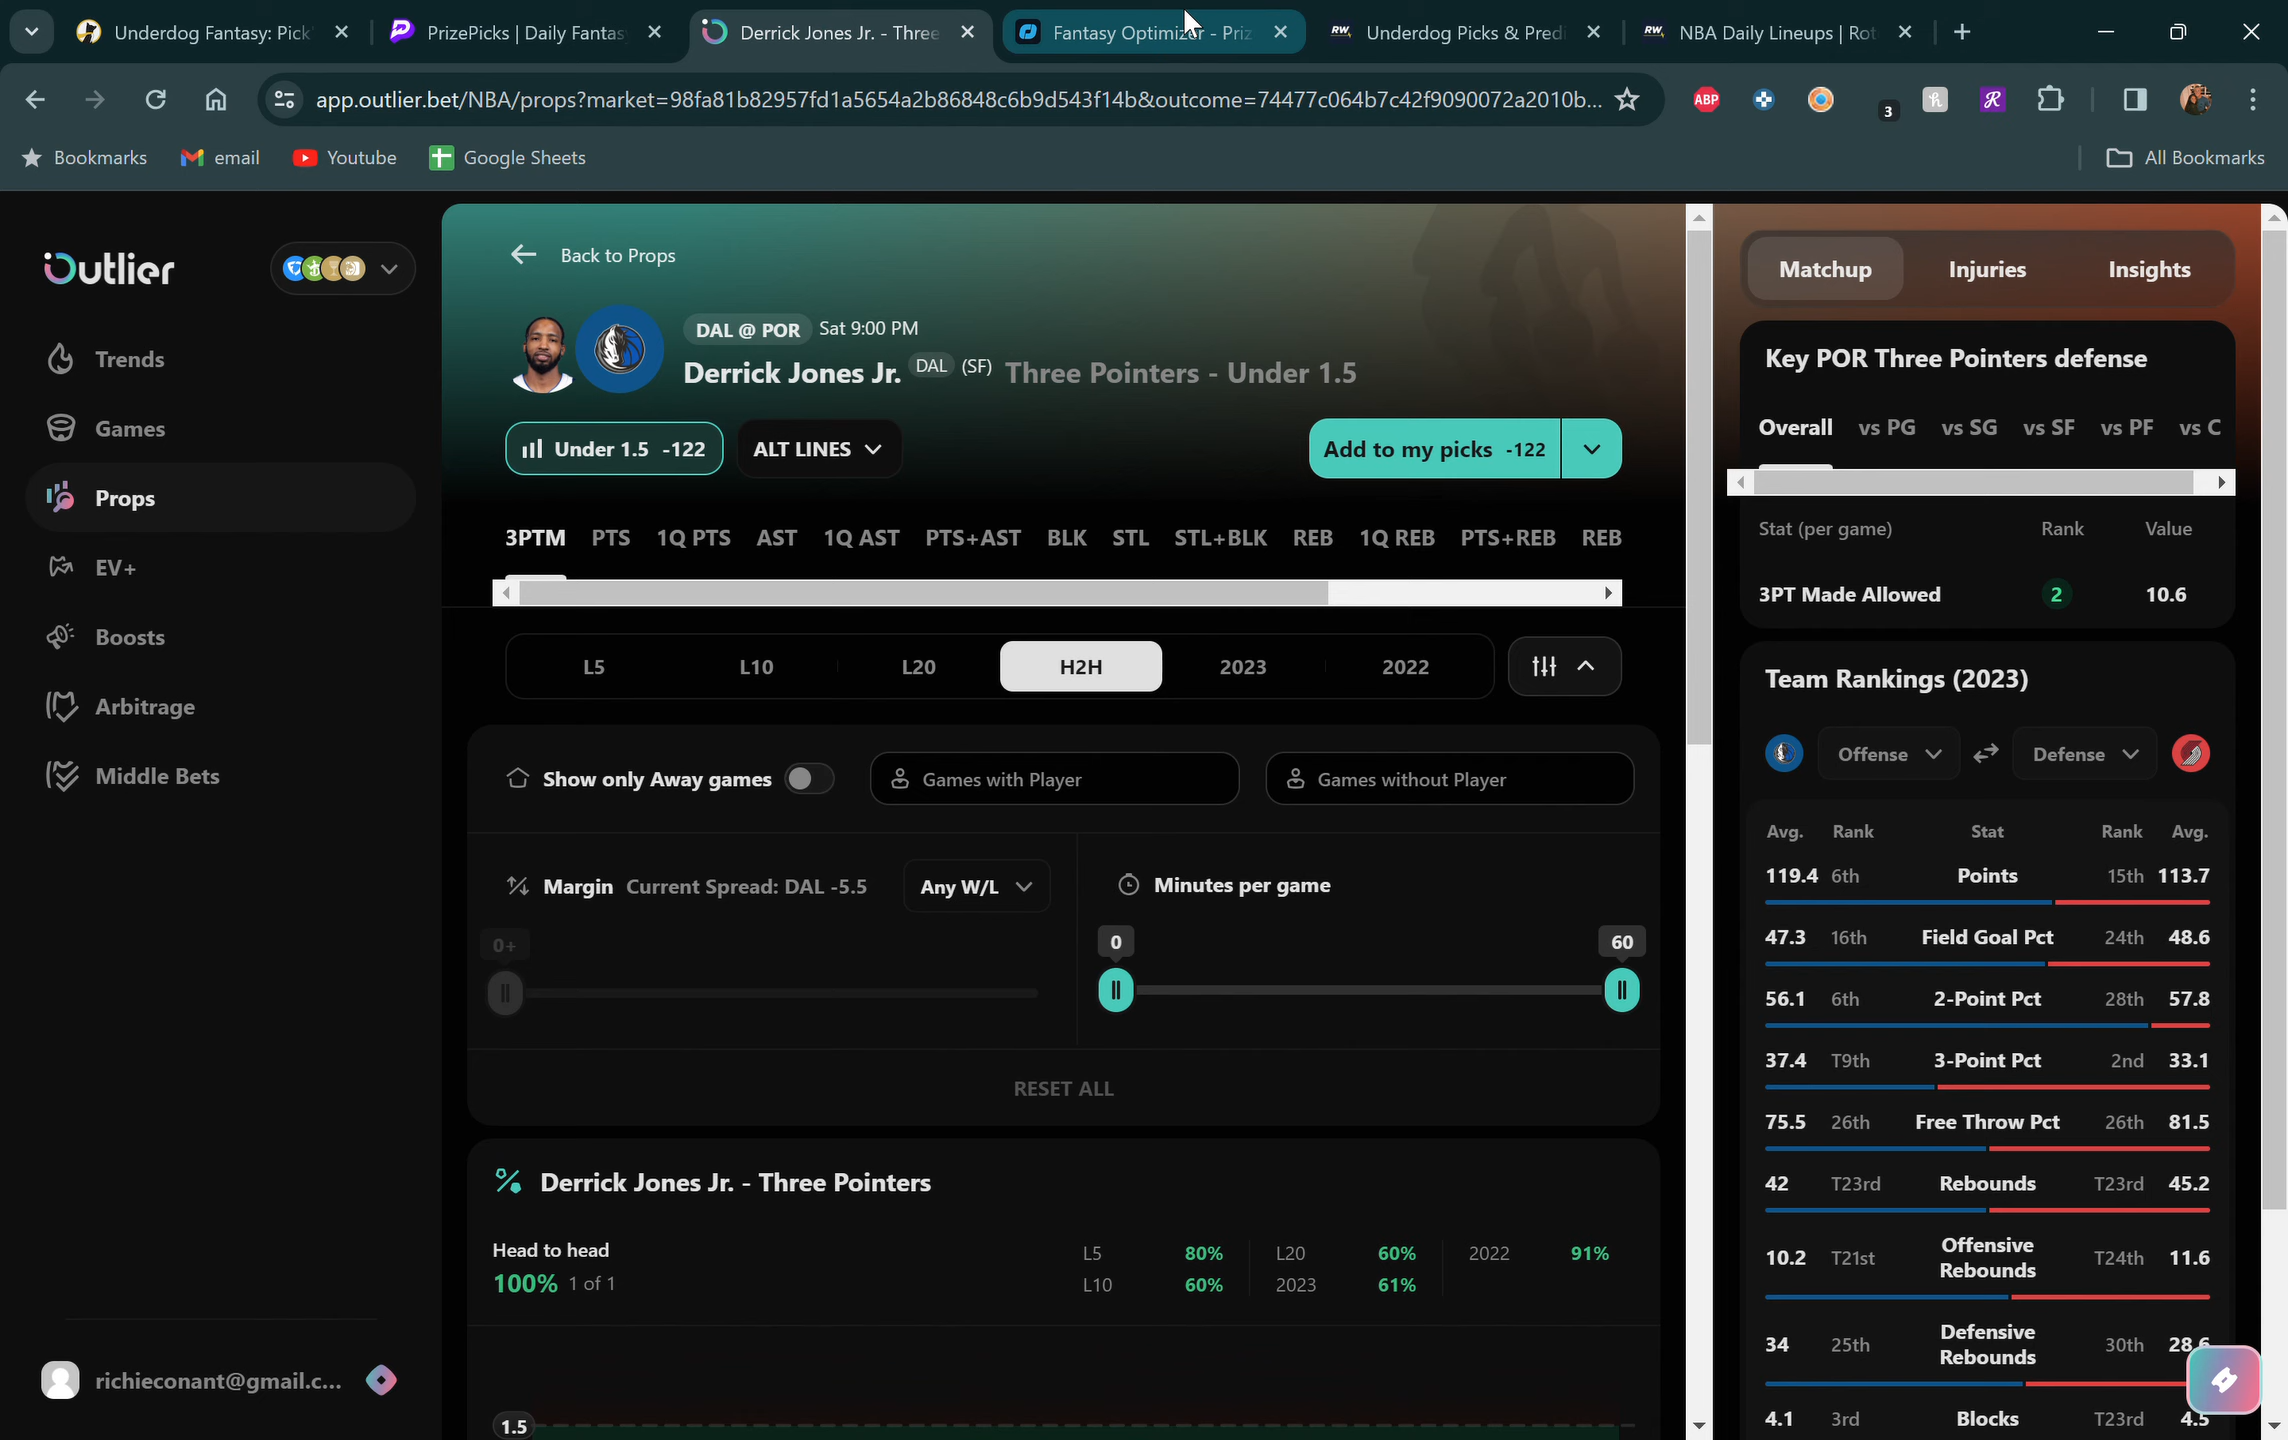 Underdog Fantasy: Pick'
PrizePicks | Daily Fantas
Derrick Jones Jr. - Three
Fantasy Optimizer - Priz
RW Underdog Picks & Pred
RW NBA Daily Lineups | Rot
app.outlier.bet/NBA/props?market=98fa81b82957fd1a5654a2b86848c6b9d543f14b&outcome=74477c064b7c42f9090072a2010b...
ABP
3
Bookmarks
email
Youtube
Google Sheets
All Bookmarks
Outlier
Trends
Games
Props
EV+
Boosts
Arbitrage
Middle Bets
richieconant@gmail.c...
Back to Props
DAL @ POR Sat 9:00 PM
Derrick Jones Jr. DAL (SF) Three Pointers - Under 1.5
Under 1.5 -122
ALT LINES
Add to my picks -122
3PTM PTS 1Q PTS AST 1Q AST PTS+AST BLK STL STL+BLK REB 1Q REB PTS+REB REB
L5 L10 L20 H2H 2023 2022
Show only Away games
Games with Player
Games without Player
Margin Current Spread: DAL -5.5
Any W/L
0+
Minutes per game
0 60
RESET ALL
Derrick Jones Jr. - Three Pointers
Head to head
100% 1 of 1
L5 80% L20 60% 2022 91%
L10 60% 2023 61%
1.5
Matchup Injuries Insights
Key POR Three Pointers defense
Overall vs PG vs SG vs SF vs PF vs C
Stat (per game) Rank Value
3PT Made Allowed 2 10.6
Team Rankings (2023)
Offense Defense
Avg. Rank Stat Rank Avg.
119.4 6th Points 15th 113.7
47.3 16th Field Goal Pct 24th 48.6
56.1 6th 2-Point Pct 28th 57.8
37.4 T9th 3-Point Pct 2nd 33.1
75.5 26th Free Throw Pct 26th 81.5
42 T23rd Rebounds T23rd 45.2
10.2 T21st Offensive Rebounds T24th 11.6
34 25th Defensive Rebounds 30th 28.6
4.1 3rd Blocks T23rd 4.5